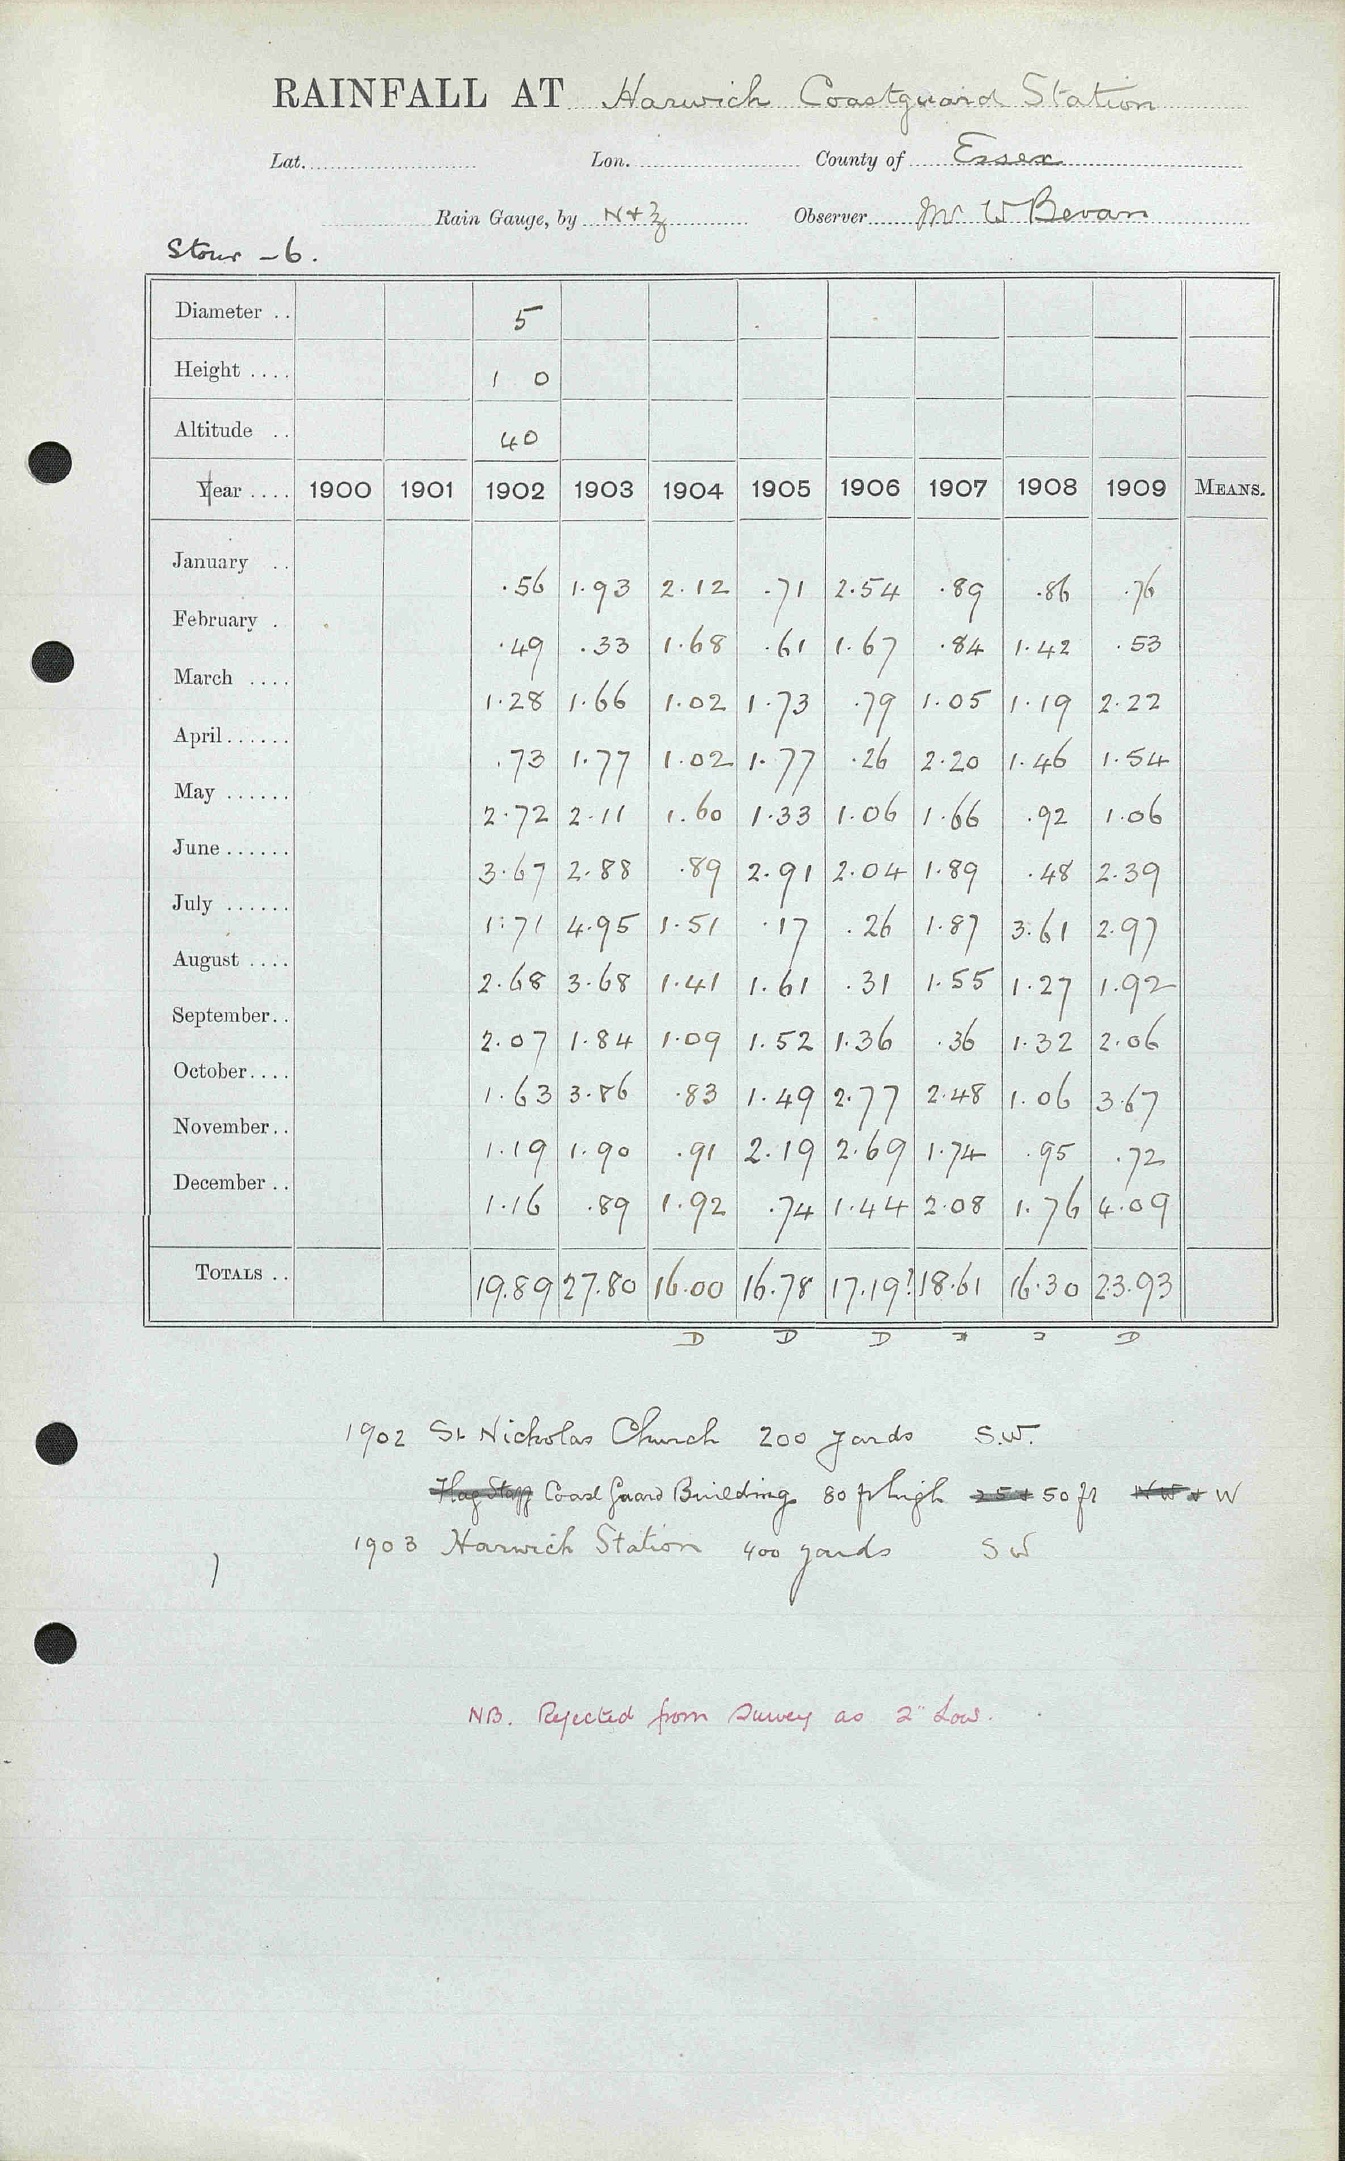 RAINFALL AT Harwich Coastguard Station
Lat. Lon. County of Essex
Rain Gauge, by N & Z Observer Mr W Bevan
Stour - 6.
Diameter .. 5
Height .... 1 0
Altitude .. 40
Year .... 1900 1901 1902 1903 1904 1905 1906 1907 1908 1909 MEANS.
January .. .56 1.93 2.12 .71 2.54 .89 .86 .76
February . .49 .33 1.68 .61 1.67 .84 1.42 .53
March .... 1.28 1.66 1.02 1.73 .79 1.05 1.19 2.22
April ...... .73 1.77 1.02 1.77 .26 2.20 1.46 1.54
May ...... 2.72 2.11 1.60 1.33 1.06 1.66 .92 1.06
June ...... 3.67 2.88 .89 2.91 2.04 1.89 .48 2.39
July ...... 1.71 4.95 1.51 .17 .26 1.87 3.61 2.97
August .... 2.68 3.68 1.41 1.61 .31 1.55 1.27 1.92
September.. 2.07 1.84 1.09 1.52 1.36 .36 1.32 2.06
October.... 1.63 3.86 .83 1.49 2.77 2.48 1.06 3.67
November.. 1.19 1.90 .91 2.19 2.69 1.74 .95 .72
December .. 1.16 .89 1.92 .74 1.44 2.08 1.76 4.09
TOTALS .. 19.89 27.80 16.00 16.78 17.19? 18.61 16.30 23.93
D D D D
1902 St Nicholas Church 200 yards S.W.
Flag Staff Coast Guard Buildings 80 ft high 25 + 50 ft NW + W
1903 Harwich Station 400 yards S W
NB. Rejected from Survey as 2" Low.